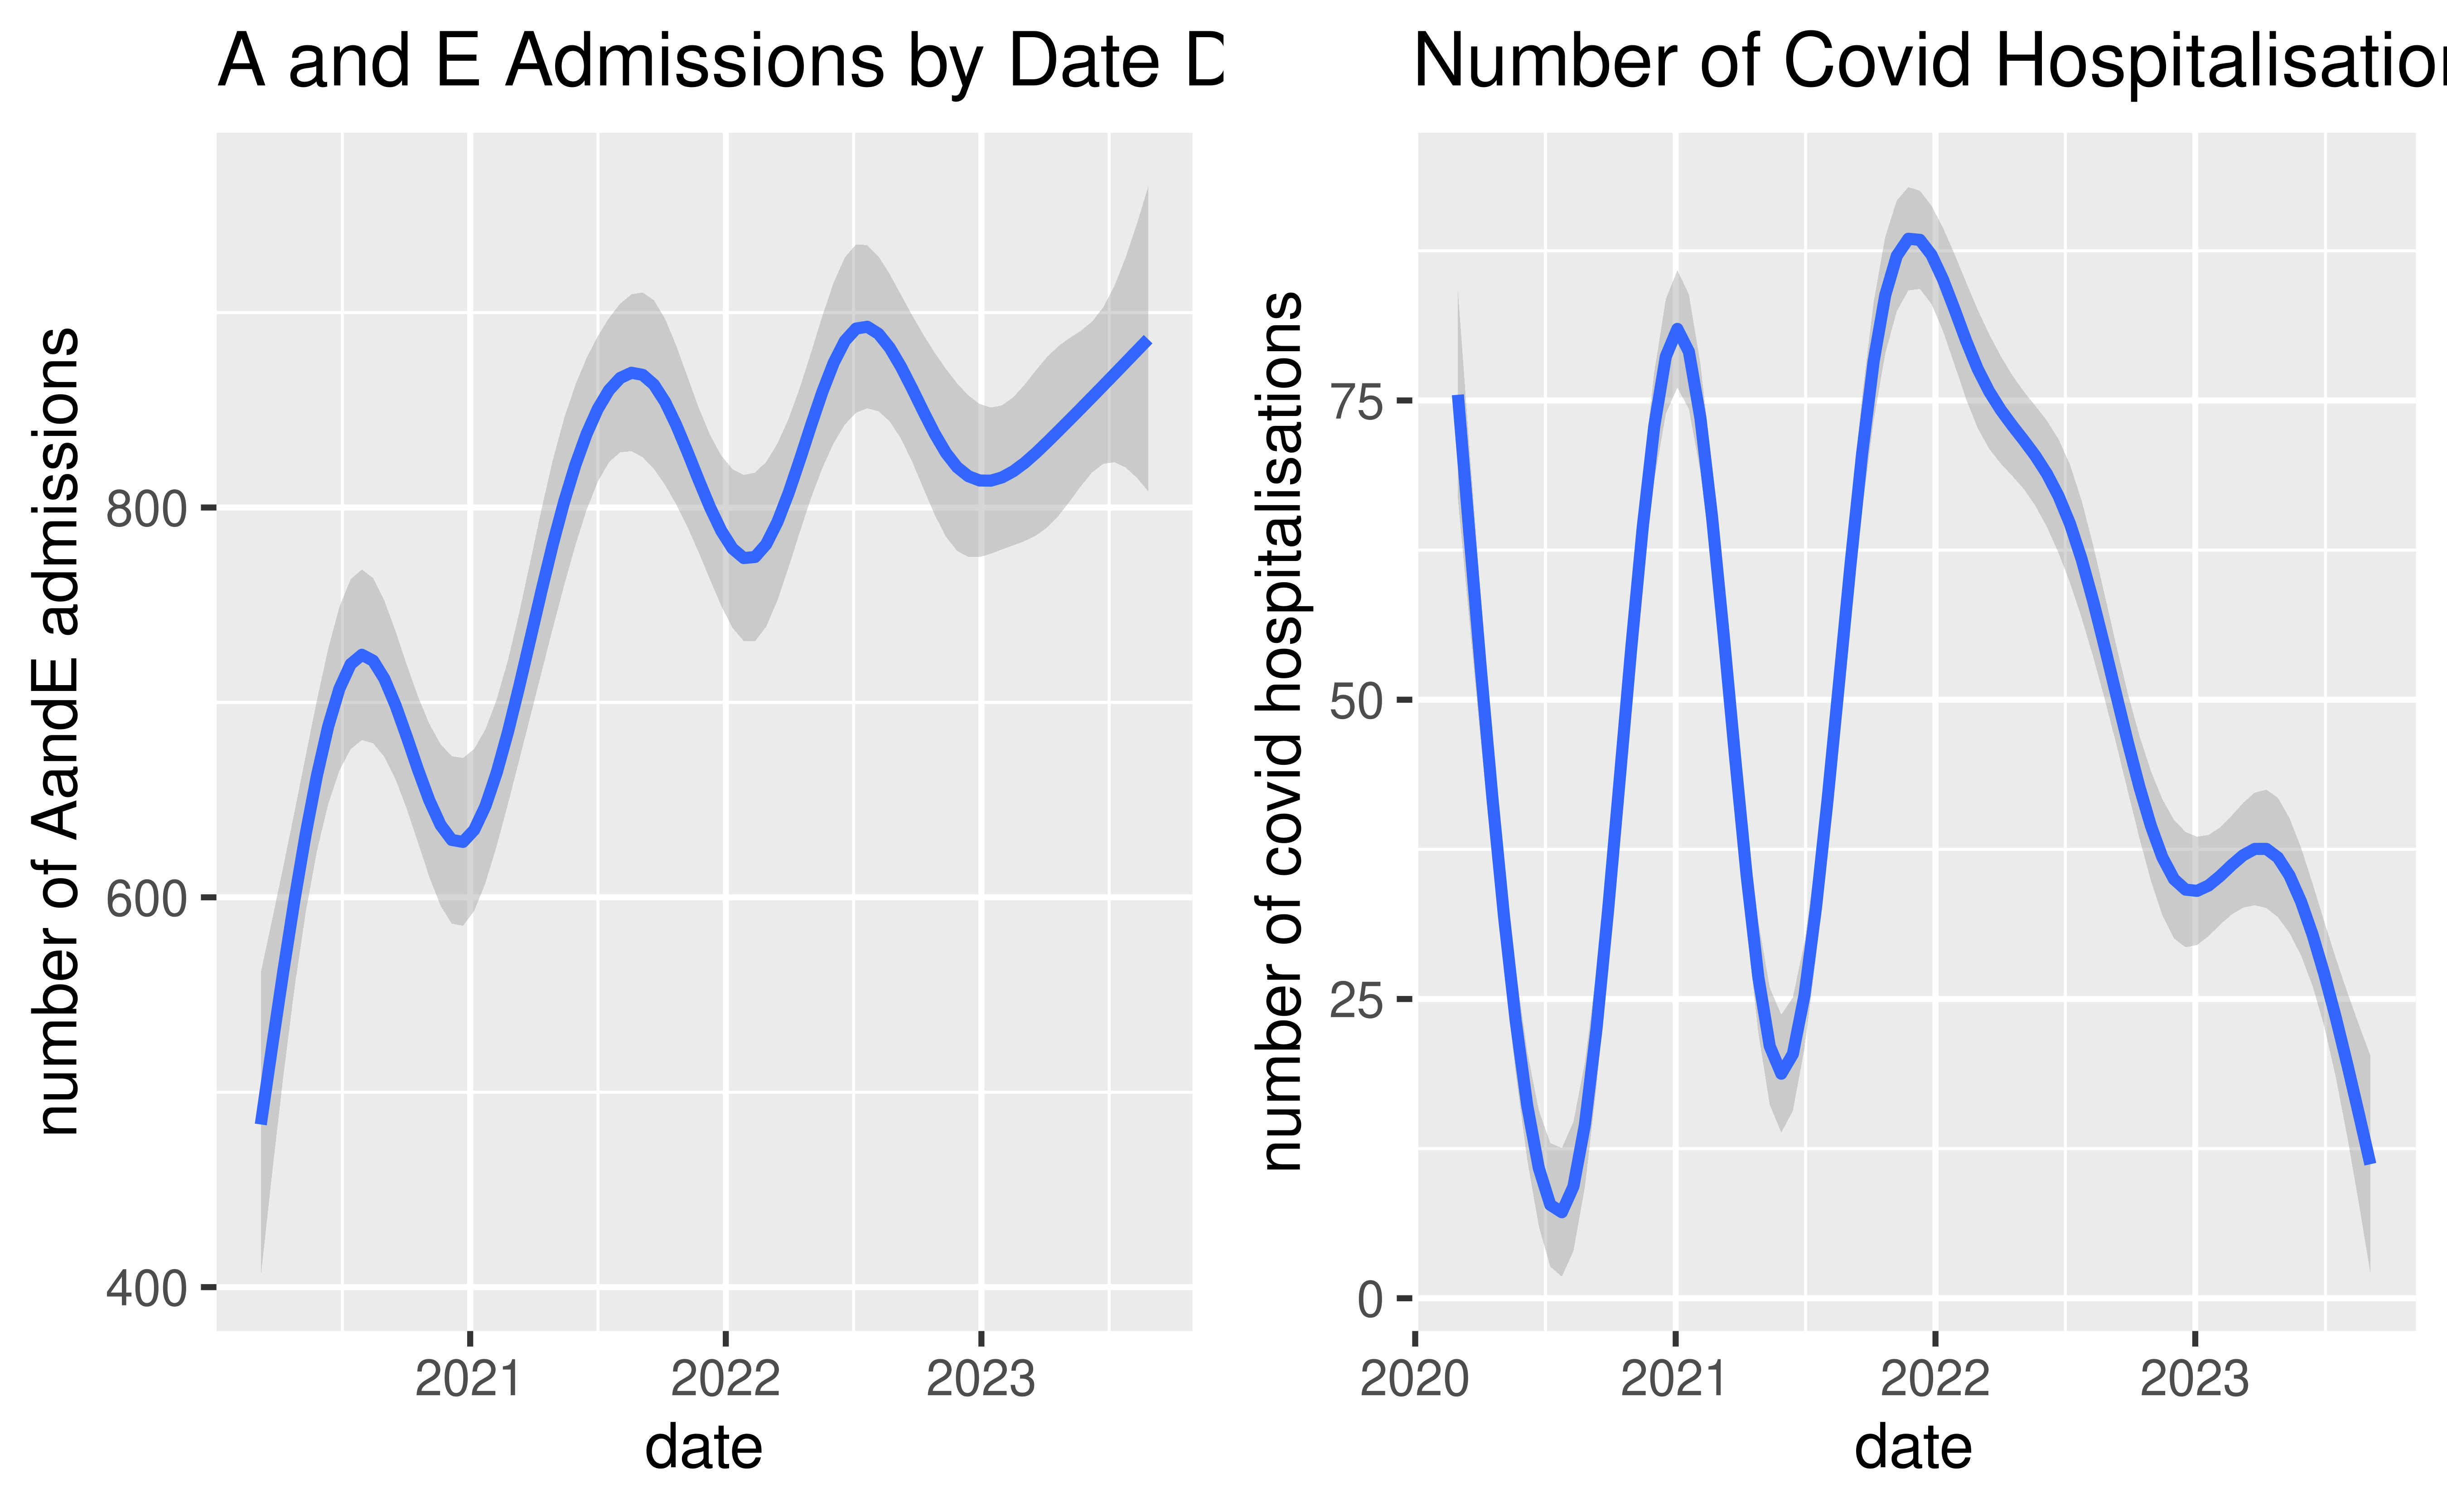 A and E Admissions by Date D
number of AandE admissions
800
600
400
2021 2022 2023
date
Number of Covid Hospitalisation
number of covid hospitalisations
75
50
25
0
2020 2021 2022 2023
date